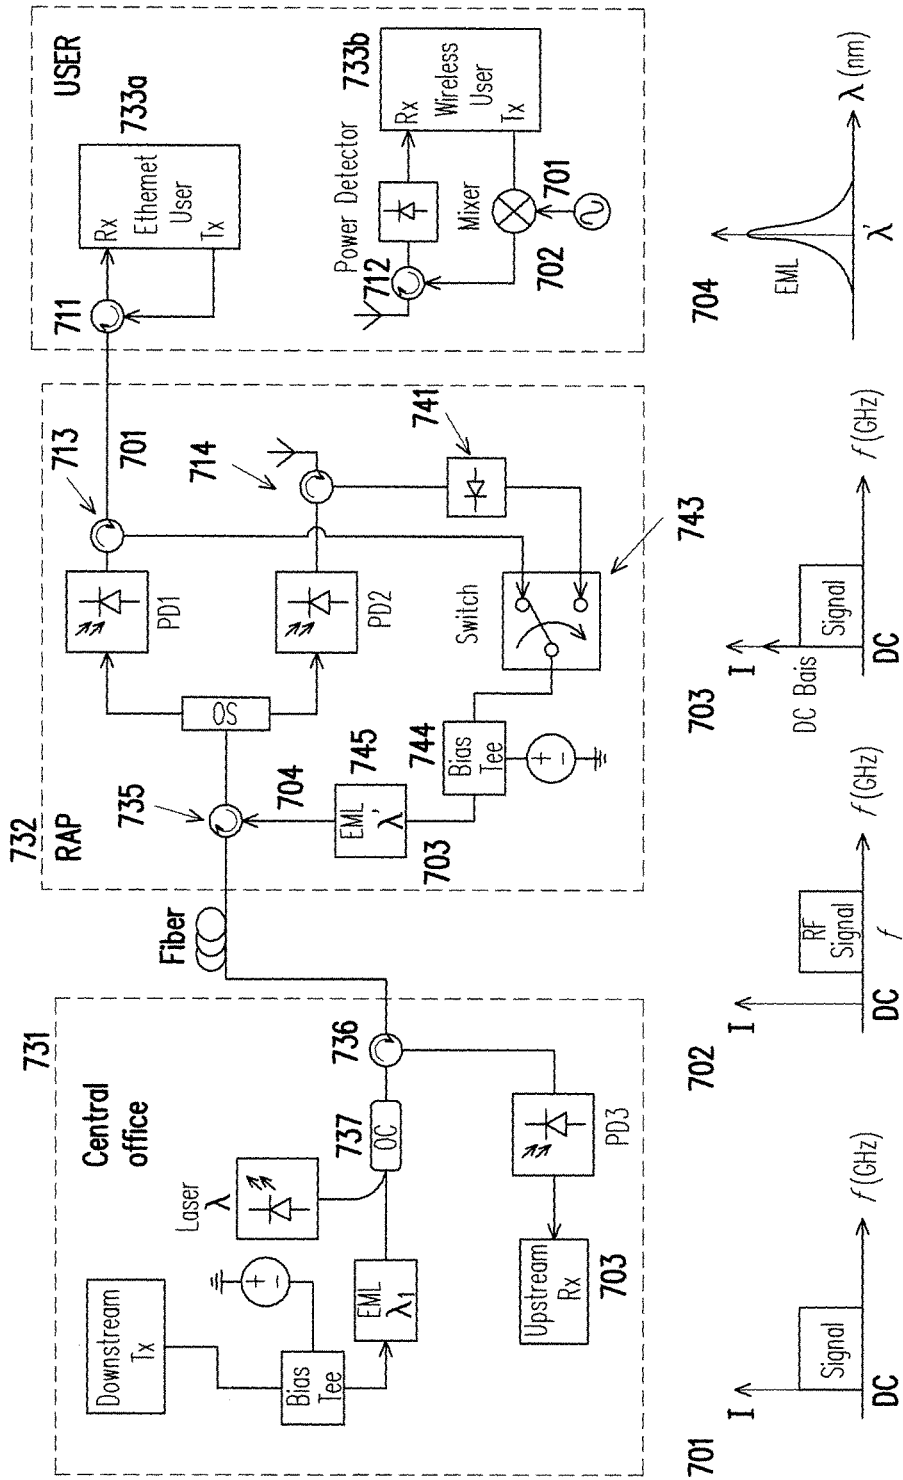 731
Central
office
Downstream
Tx
Bias
Tee
Laser
λ
EML
λ1
737
OC
736
PD3
Upstream
Rx
703
Fiber
732
RAP
735
SO
PD1
PD2
713
701
714
741
Switch
743
744
Bias
Tee
745
EML
λ'
703
704
USER
711
733a
Rx
Ethemet
User
Tx
Power Detector
712
733b
Rx
Wireless
User
Tx
Mixer
701
702
701
I
Signal
DC
f(GHz)
702
I
RF
Signal
DC
f
f(GHz)
703
I
DC Bais
Signal
DC
f(GHz)
704
EML
λ'
λ(nm)